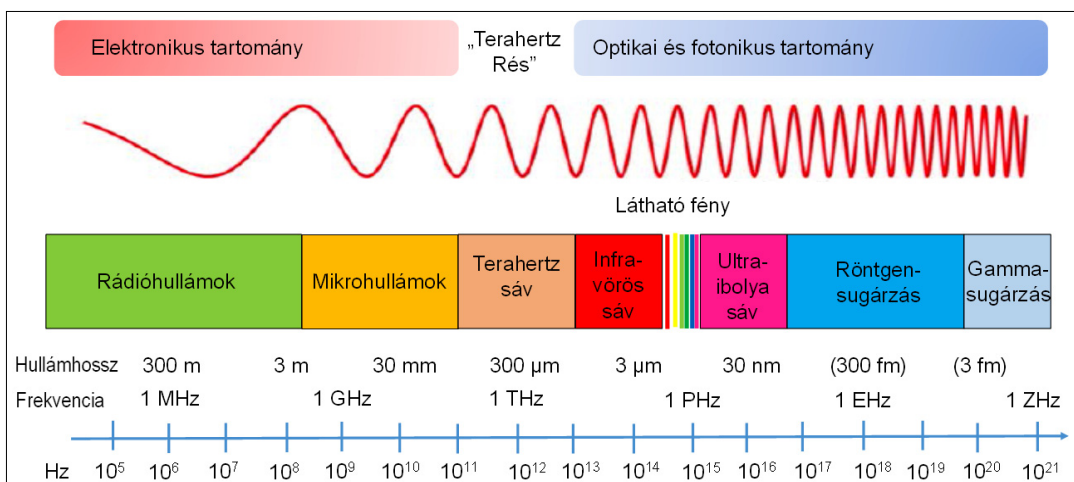 Elektronikus tartomány
„Terahertz
Rés”
Optikai és fotonikus tartomány
Látható fény
Rádióhullámok
Mikrohullámok
Terahertz
sáv
Infra-
vörös
sáv
Ultra-
ibolya
sáv
Röntgen-
sugárzás
Gamma-
sugárzás
Hullámhossz 300 m 3 m 30 mm 300 µm 3 µm 30 nm (300 fm) (3 fm)
Frekvencia 1 MHz 1 GHz 1 THz 1 PHz 1 EHz 1 ZHz
Hz 10⁵ 10⁶ 10⁷ 10⁸ 10⁹ 10¹⁰ 10¹¹ 10¹² 10¹³ 10¹⁴ 10¹⁵ 10¹⁶ 10¹⁷ 10¹⁸ 10¹⁹ 10²⁰ 10²¹